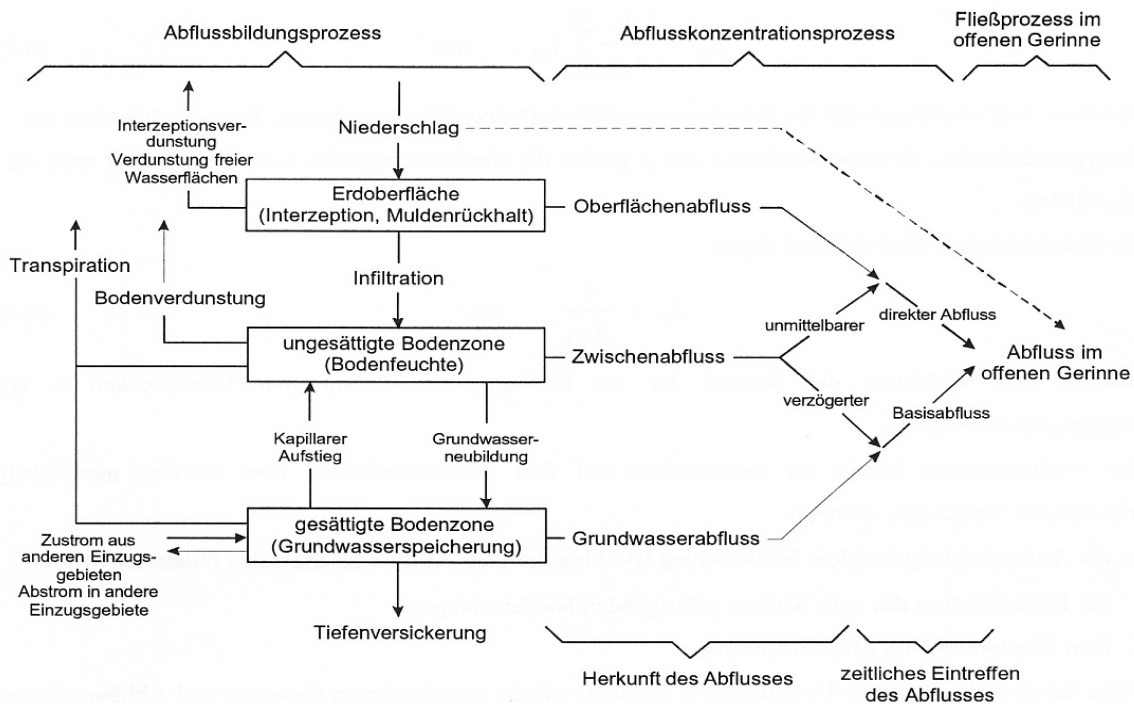 Abflussbildungsprozess
Abflusskonzentrationsprozess
Fließprozess im
offenen Gerinne
Interzeptionsver-
dunstung
Verdunstung freier
Wasserflächen
Niederschlag
Erdoberfläche
(Interzeption, Muldenrückhalt)
Oberflächenabfluss
Transpiration
Bodenverdunstung
Infiltration
unmittelbarer
direkter Abfluss
ungesättigte Bodenzone
(Bodenfeuchte)
Zwischenabfluss
Abfluss im
offenen Gerinne
verzögerter
Basisabfluss
Kapillarer
Aufstieg
Grundwasser-
neubildung
gesättigte Bodenzone
(Grundwasserspeicherung)
Grundwasserabfluss
Zustrom aus
anderen Einzugs-
gebieten
Abstrom in andere
Einzugsgebiete
Tiefenversickerung
Herkunft des Abflusses
zeitliches Eintreffen
des Abflusses